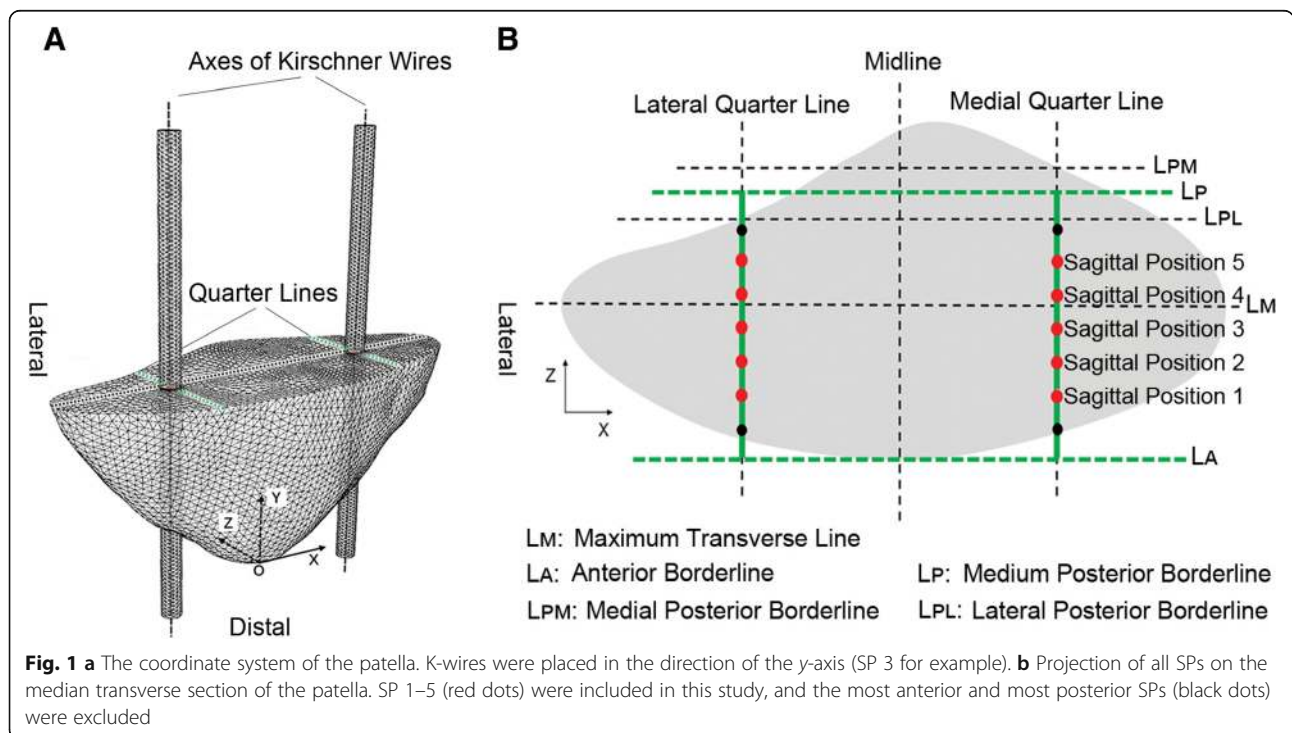 A
Axes of Kirschner Wires
Quarter Lines
Lateral
Y
Z
X
O
Distal
B
Midline
Lateral Quarter Line
Medial Quarter Line
LPM
LP
LPL
Sagittal Position 5
Sagittal Position 4
LM
Sagittal Position 3
Sagittal Position 2
Sagittal Position 1
Lateral
Z
X
LA
LM: Maximum Transverse Line
LA: Anterior Borderline
LP: Medium Posterior Borderline
LPM: Medial Posterior Borderline
LPL: Lateral Posterior Borderline
Fig. 1 a The coordinate system of the patella. K-wires were placed in the direction of the y-axis (SP 3 for example). b Projection of all SPs on the
median transverse section of the patella. SP 1–5 (red dots) were included in this study, and the most anterior and most posterior SPs (black dots)
were excluded